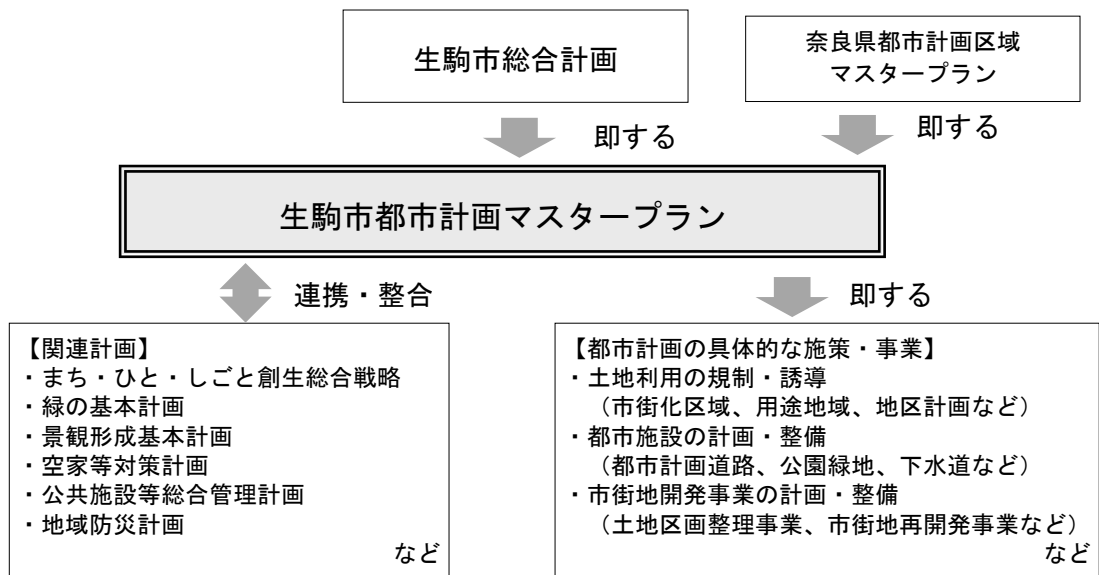 生駒市総合計画
奈良県都市計画区域
マスタープラン
即する
即する
生駒市都市計画マスタープラン
連携・整合
即する
【関連計画】
・まち・ひと・しごと創生総合戦略
・緑の基本計画
・景観形成基本計画
・空家等対策計画
・公共施設等総合管理計画
・地域防災計画
など
【都市計画の具体的な施策・事業】
・土地利用の規制・誘導
（市街化区域、用途地域、地区計画など）
・都市施設の計画・整備
（都市計画道路、公園緑地、下水道など）
・市街地開発事業の計画・整備
（土地区画整理事業、市街地再開発事業など）
など